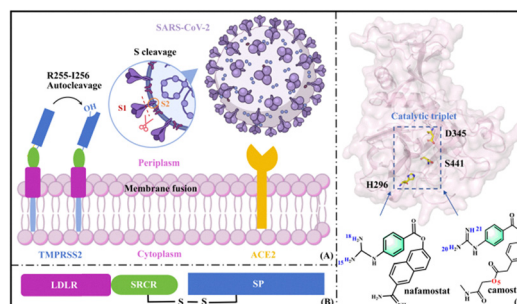 SARS-CoV-2
S cleavage
R255-I256
Autocleavage
OH
S1
S2
Periplasm
Membrane fusion
TMPRSS2
Cytoplasm
ACE2
(A)
LDLR
SRCR
SP
S
S
(B)
Catalytic triplet
D345
S441
H296
nafamostat
camost